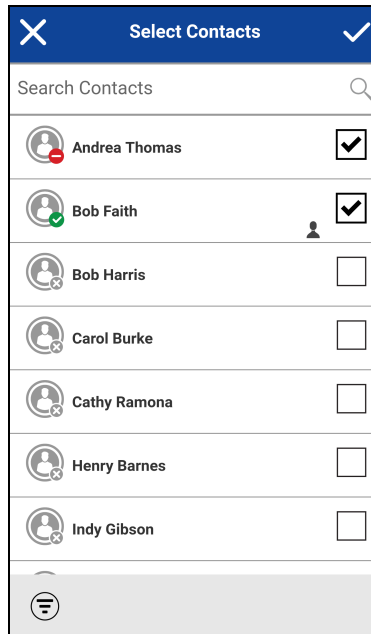 Select Contacts
Search Contacts
Andrea Thomas
Bob Faith
Bob Harris
Carol Burke
Cathy Ramona
Henry Barnes
Indy Gibson